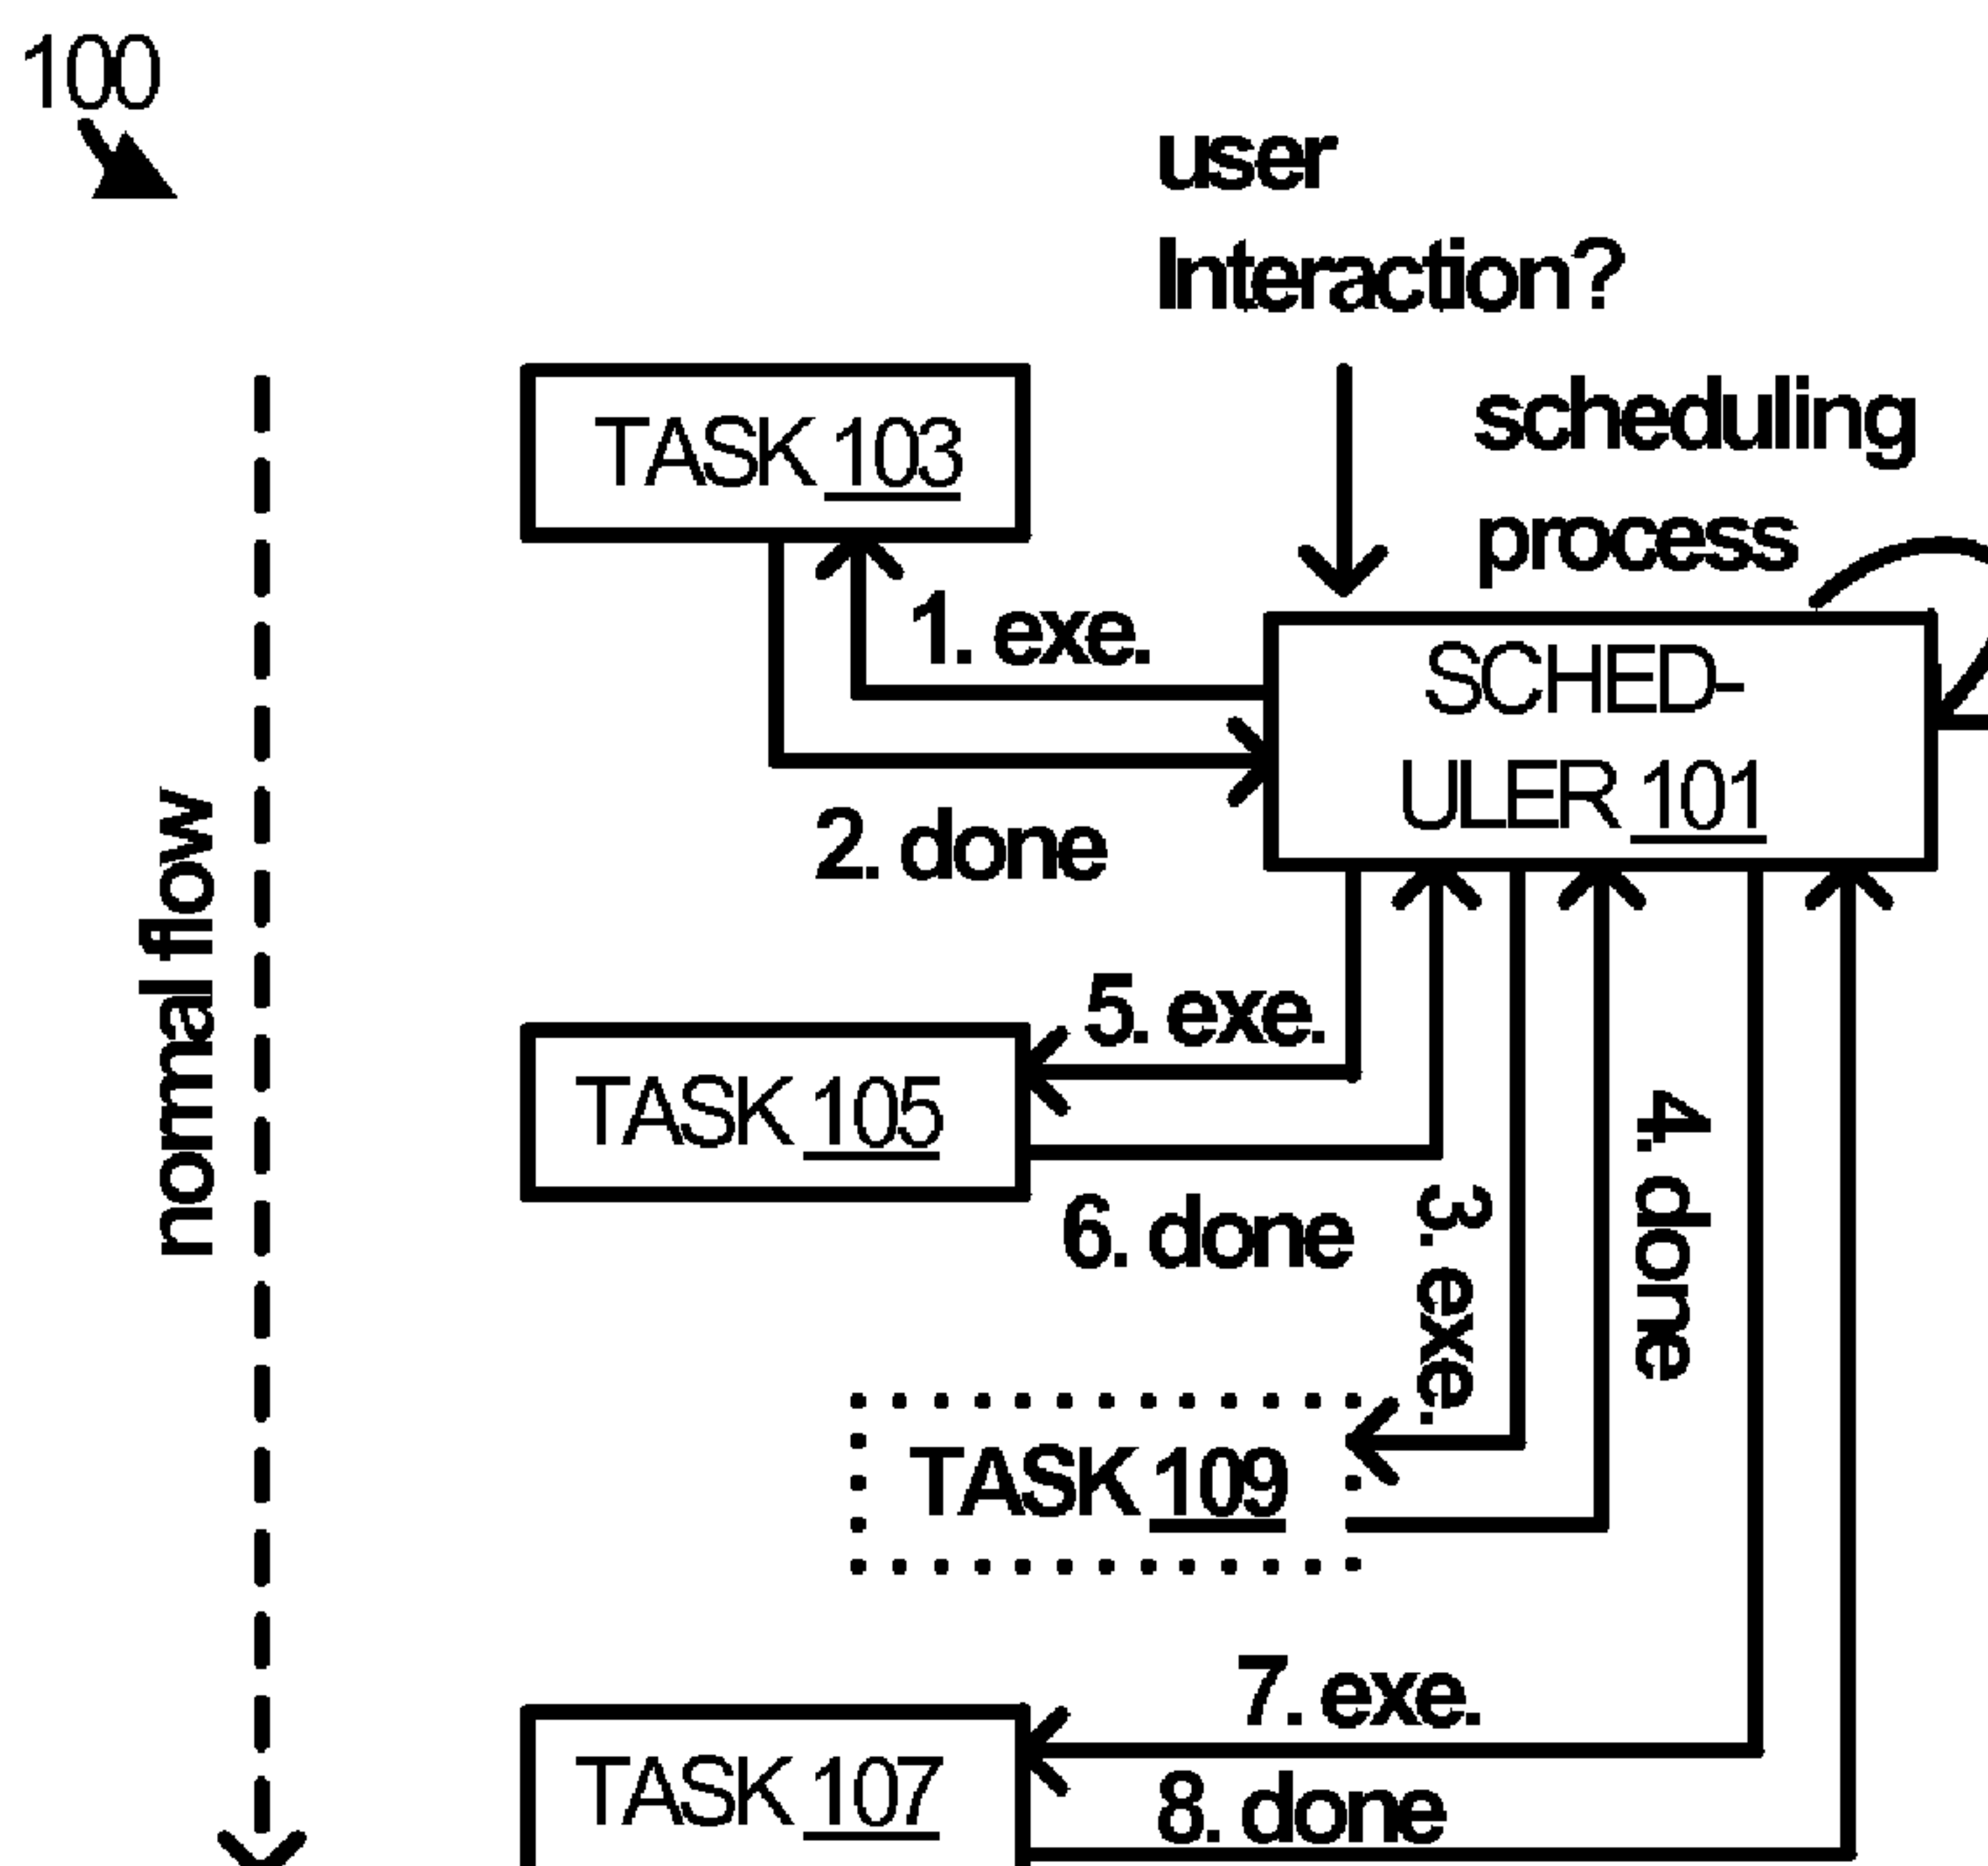 100
user
Interaction?
scheduling
process
TASK 103
1. exe.
SCHED-
ULER 101
2. done
normal flow
5. exe.
TASK 105
6. done
3. exe.
4. done
TASK 109
7. exe.
TASK 107
8. done